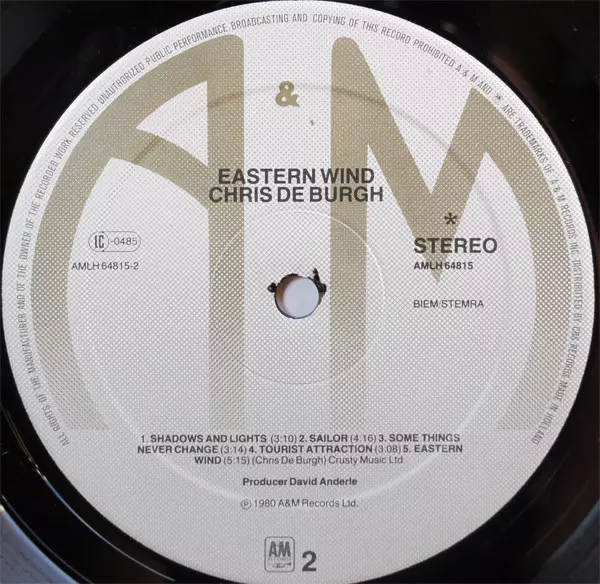 ALL RIGHTS OF THE MANUFACTURER AND OF THE OWNER OF THE RECORDED WORK RESERVED UNAUTHORIZED PUBLIC PERFORMANCE, BROADCASTING AND COPYING OF THIS RECORD PROHIBITED A & M AND * ARE TRADEMARKS OF A & M RECORDS INC. DISTRIBUTED BY CBS RECORDS MADE IN HOLLAND
A & M
EASTERN WIND
CHRIS DE BURGH
*
STEREO
IC -0485
AMLH 64815-2
AMLH 64815
BIEM/STEMRA
1. SHADOWS AND LIGHTS (3:10) 2. SAILOR (4:16) 3. SOME THINGS
NEVER CHANGE (3:14) 4. TOURIST ATTRACTION (3:08) 5. EASTERN
WIND (5:15) (Chris De Burgh) Crusty Music Ltd.
Producer David Anderle
℗ 1980 A&M Records Ltd.
A&M
2